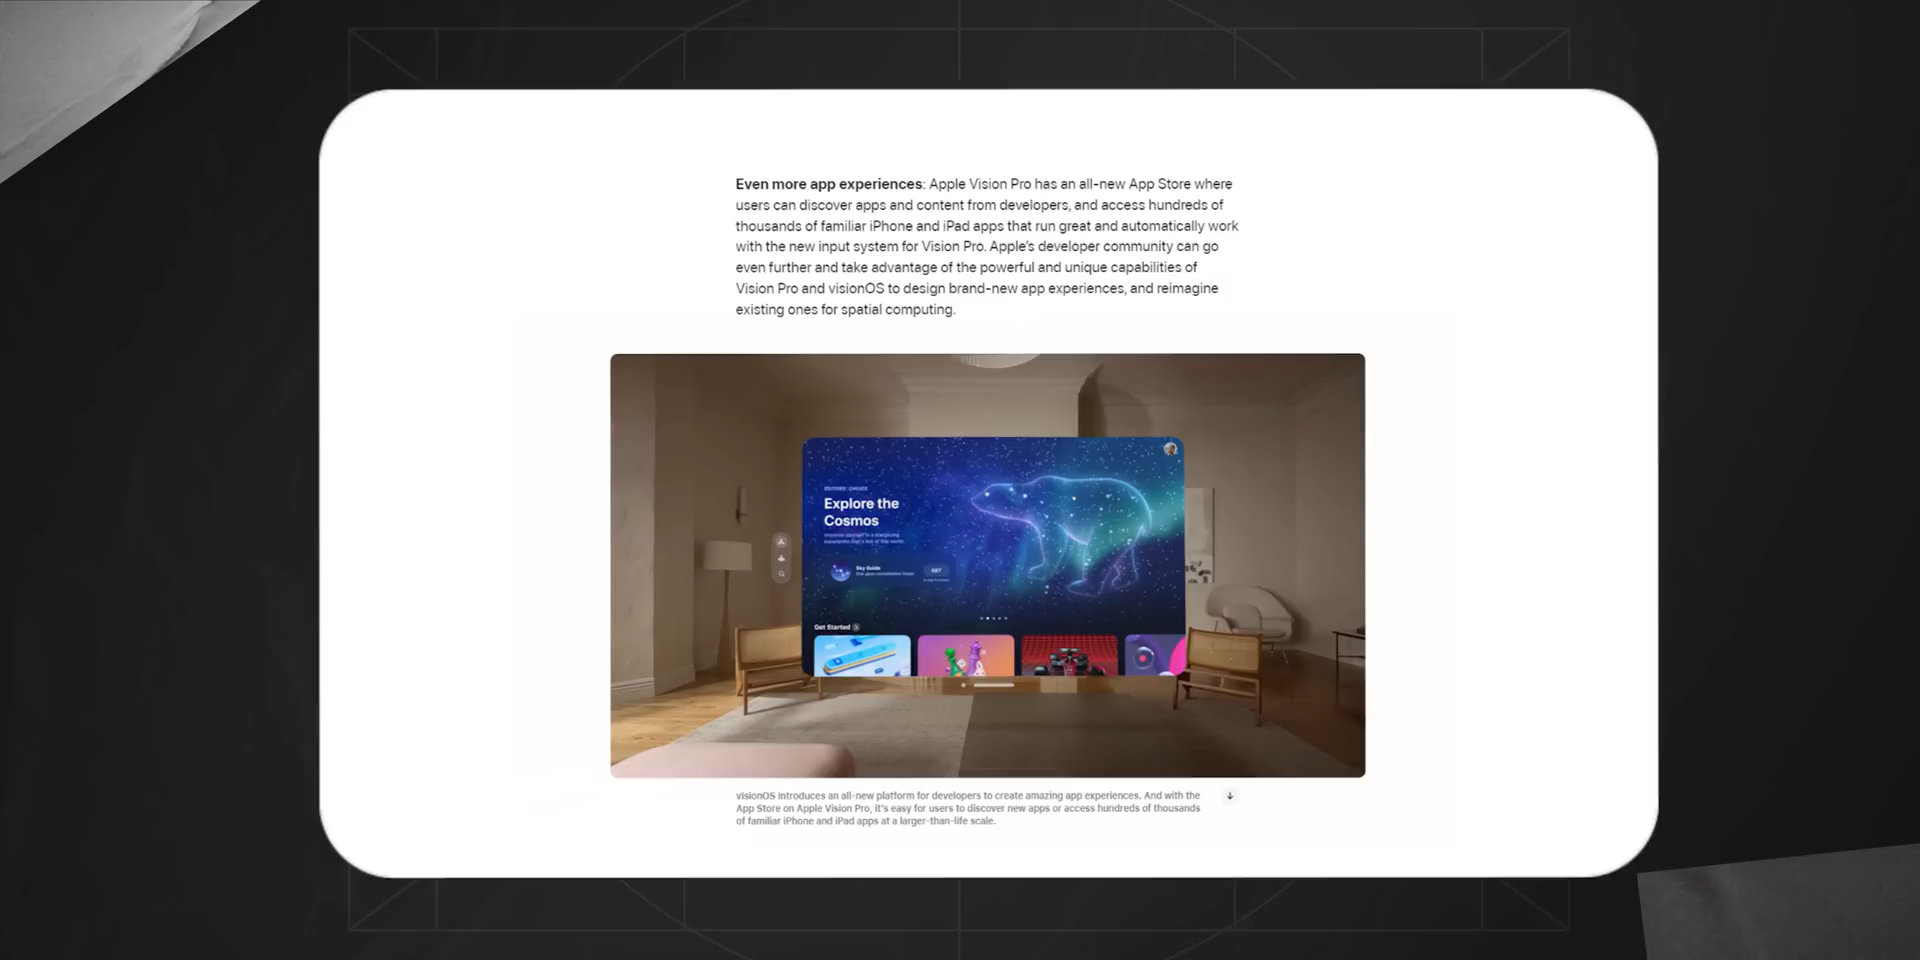 Even more app experiences: Apple Vision Pro has an all-new App Store where
users can discover apps and content from developers, and access hundreds of
thousands of familiar iPhone and iPad apps that run great and automatically work
with the new input system for Vision Pro. Apple's developer community can go
even further and take advantage of the powerful and unique capabilities of
Vision Pro and visionOS to design brand-new app experiences, and reimagine
existing ones for spatial computing.
EDITORS' CHOICE
Explore the
Cosmos
Sky Guide
GET
Get Started
visionOS introduces an all-new platform for developers to create amazing app experiences. And with the
App Store on Apple Vision Pro, it's easy for users to discover new apps or access hundreds of thousands
of familiar iPhone and iPad apps at a larger-than-life scale.